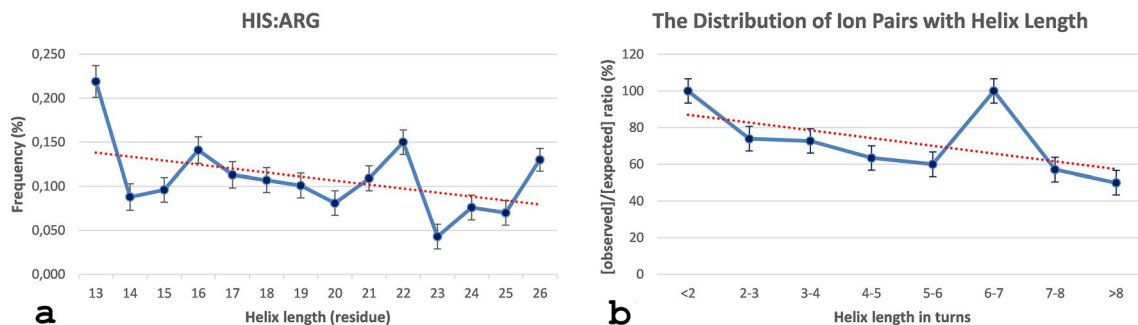 HIS:ARG
0,250
0,200
0,150
0,100
0,050
0,000
Frequency (%)
13 14 15 16 17 18 19 20 21 22 23 24 25 26
Helix length (residue)
a
The Distribution of Ion Pairs with Helix Length
120
100
80
60
40
20
0
[observed]/[expected] ratio (%)
<2 2-3 3-4 4-5 5-6 6-7 7-8 >8
Helix length in turns
b